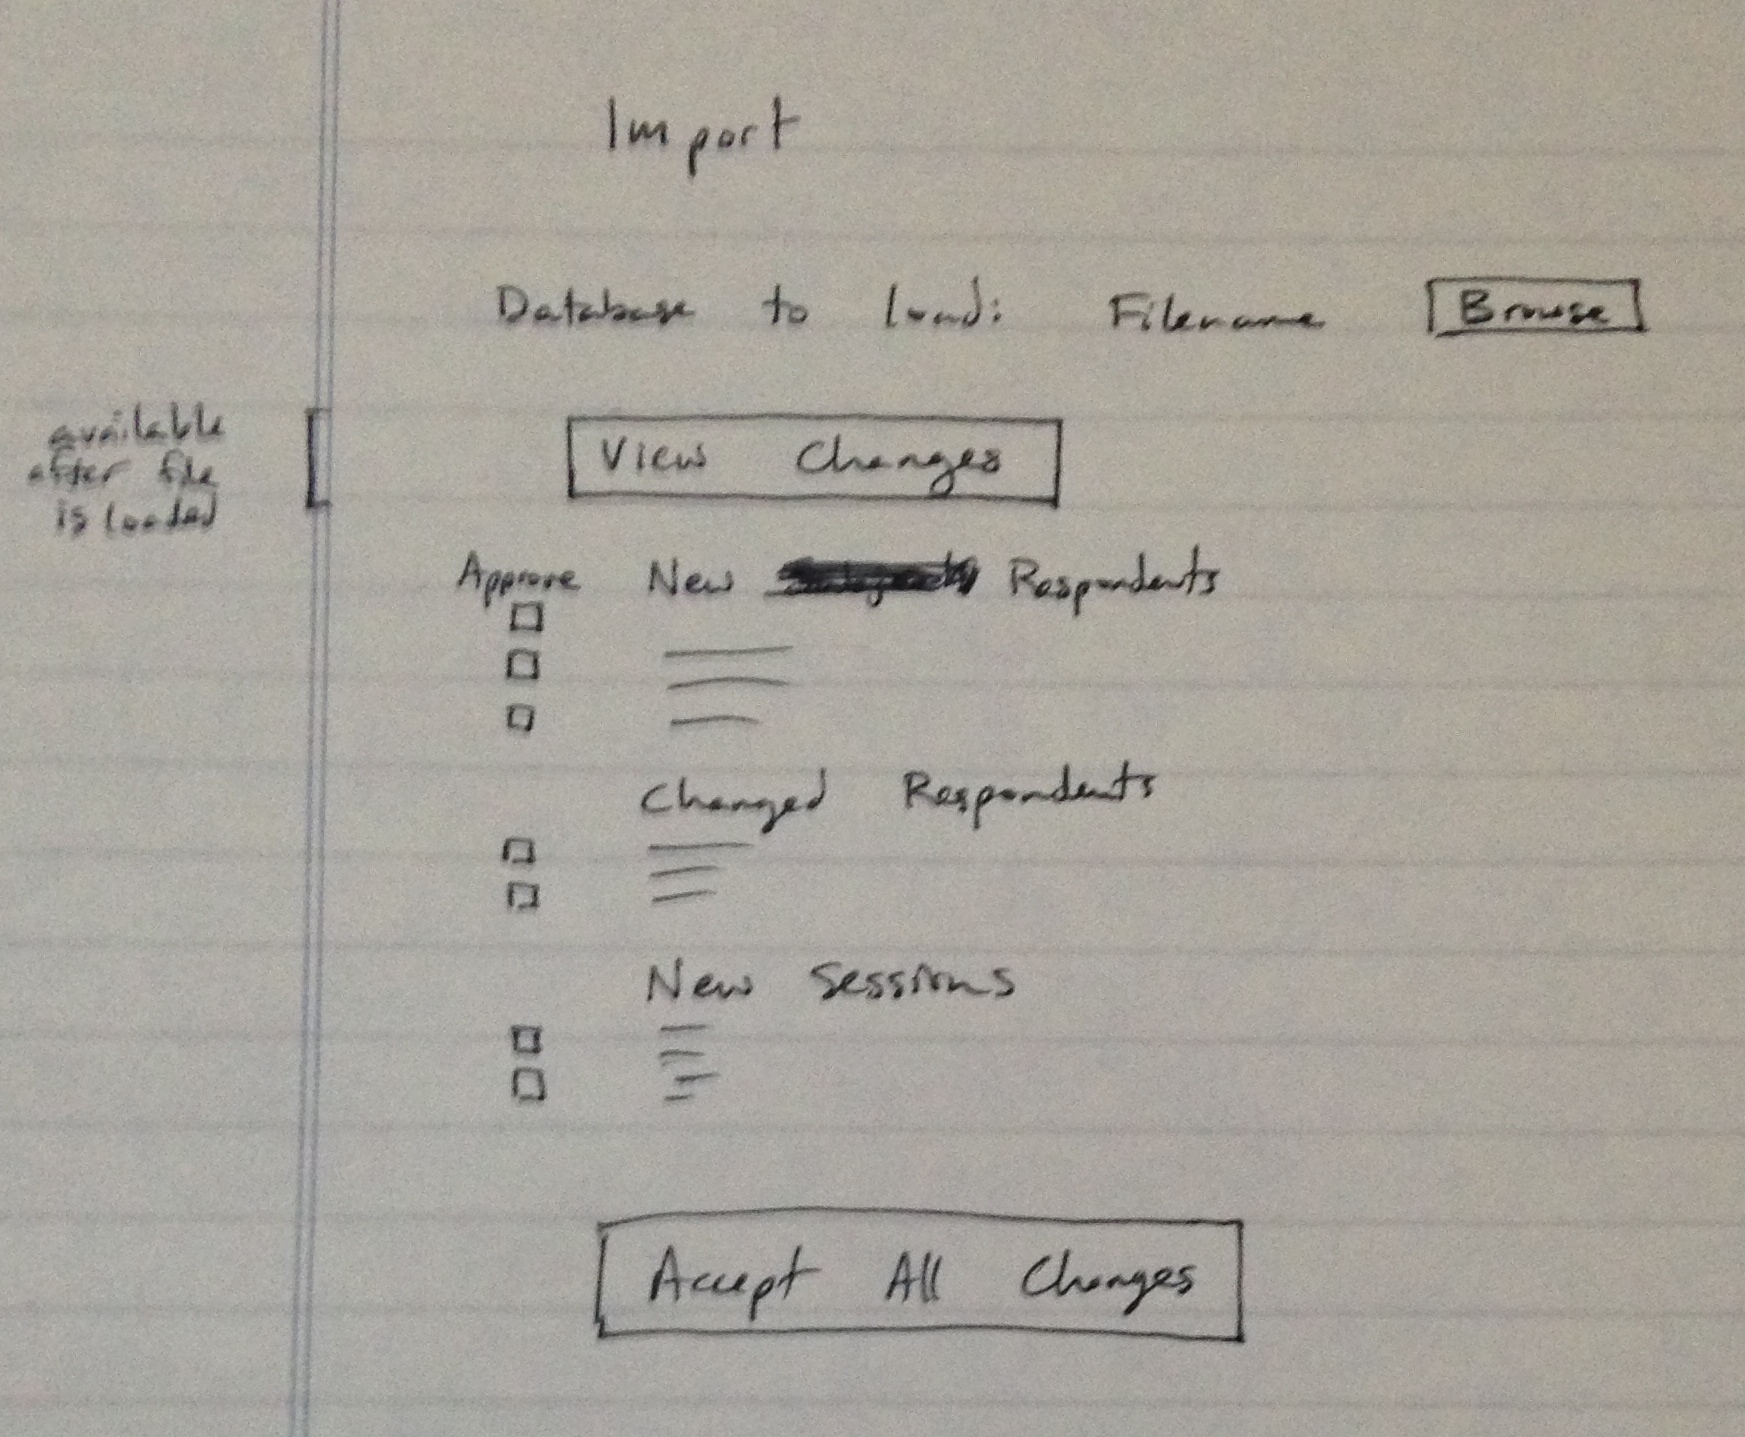 Import
Database to load: Filename Browse
available
after file
is loaded
View Changes
Approve New Respondents
Changed Respondents
New Sessions
Accept All Changes